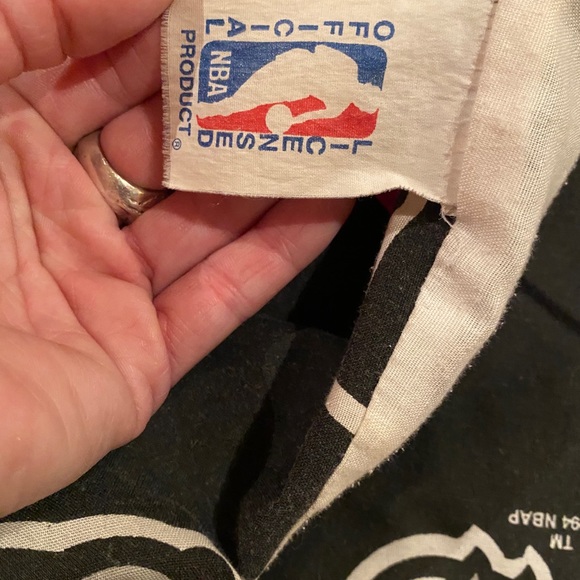 OFFICIAL
LICENSED
NBA
PRODUCT®
TM
94 NBAP